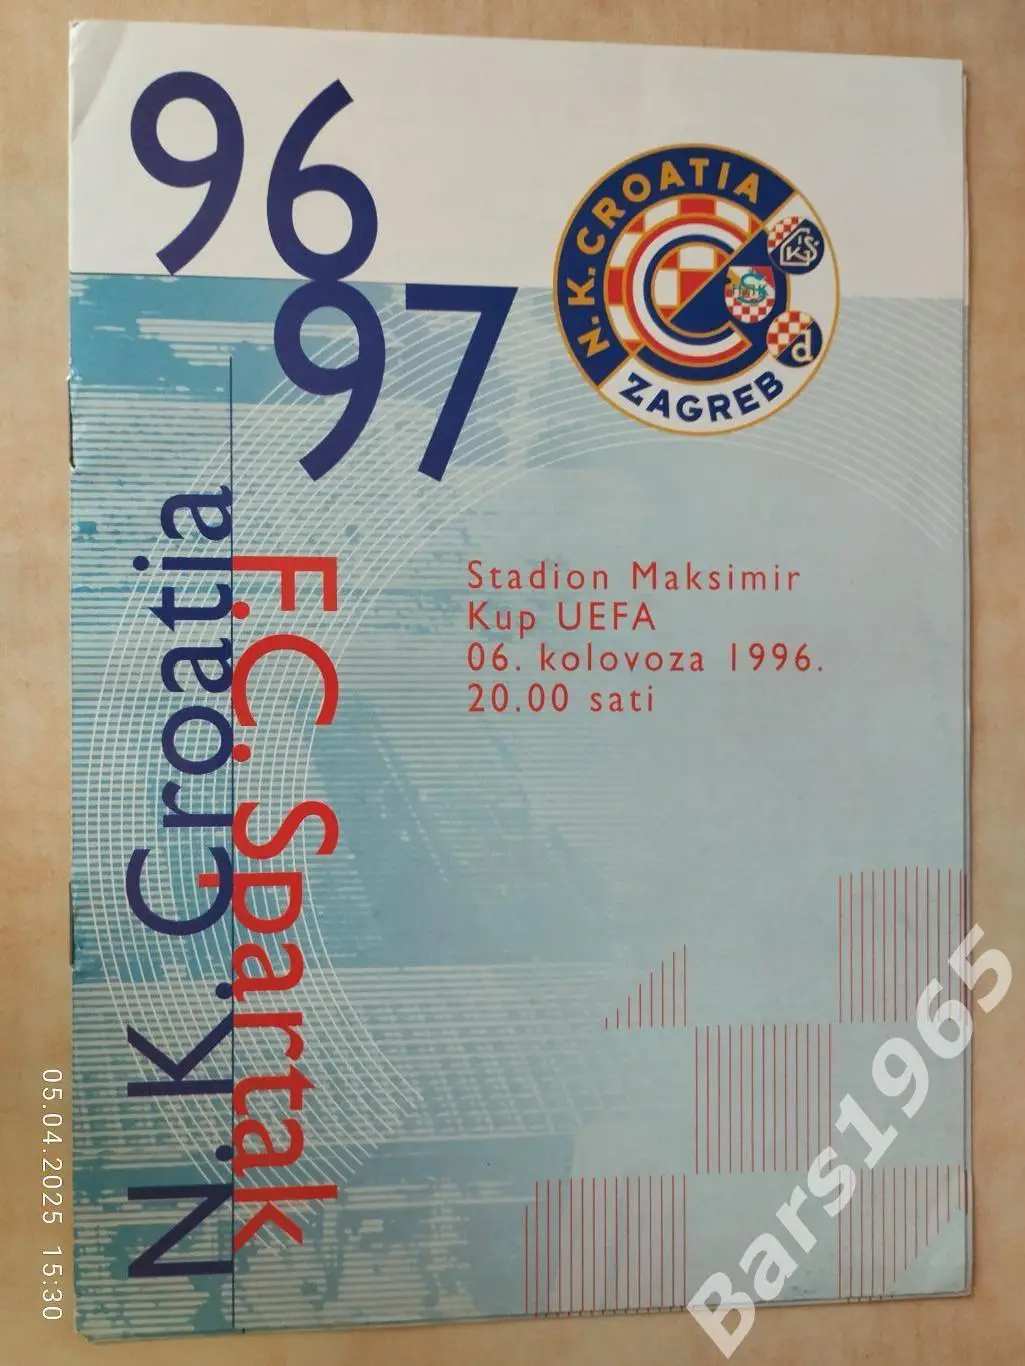 96
97
N.K. CROATIA
ZAGREB
d
N.K. Croatia
F.C. Spartak
Stadion Maksimir
Kup UEFA
06. kolovoza 1996.
20.00 sati
05.04.2025 15:30
Bars1965